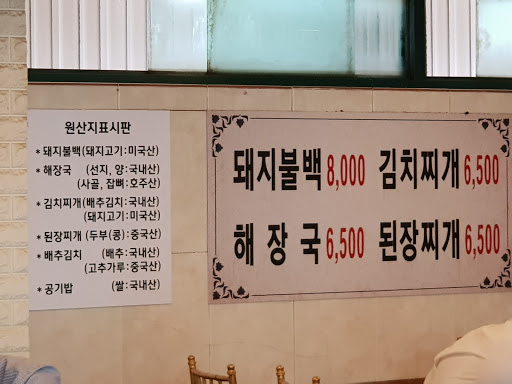 원산지표시판
* 돼지불백(돼지고기:미국산)
* 해장국 (선지, 양:국내산)
(사골, 잡뼈:호주산)
* 김치찌개(배추김치:국내산)
(돼지고기:미국산)
* 된장찌개 (두부(콩):중국산)
* 배추김치 (배추:국내산)
(고추가루:중국산)
* 공기밥 (쌀:국내산)
돼지불백 8,000 김치찌개 6,500
해장국 6,500 된장찌개 6,500